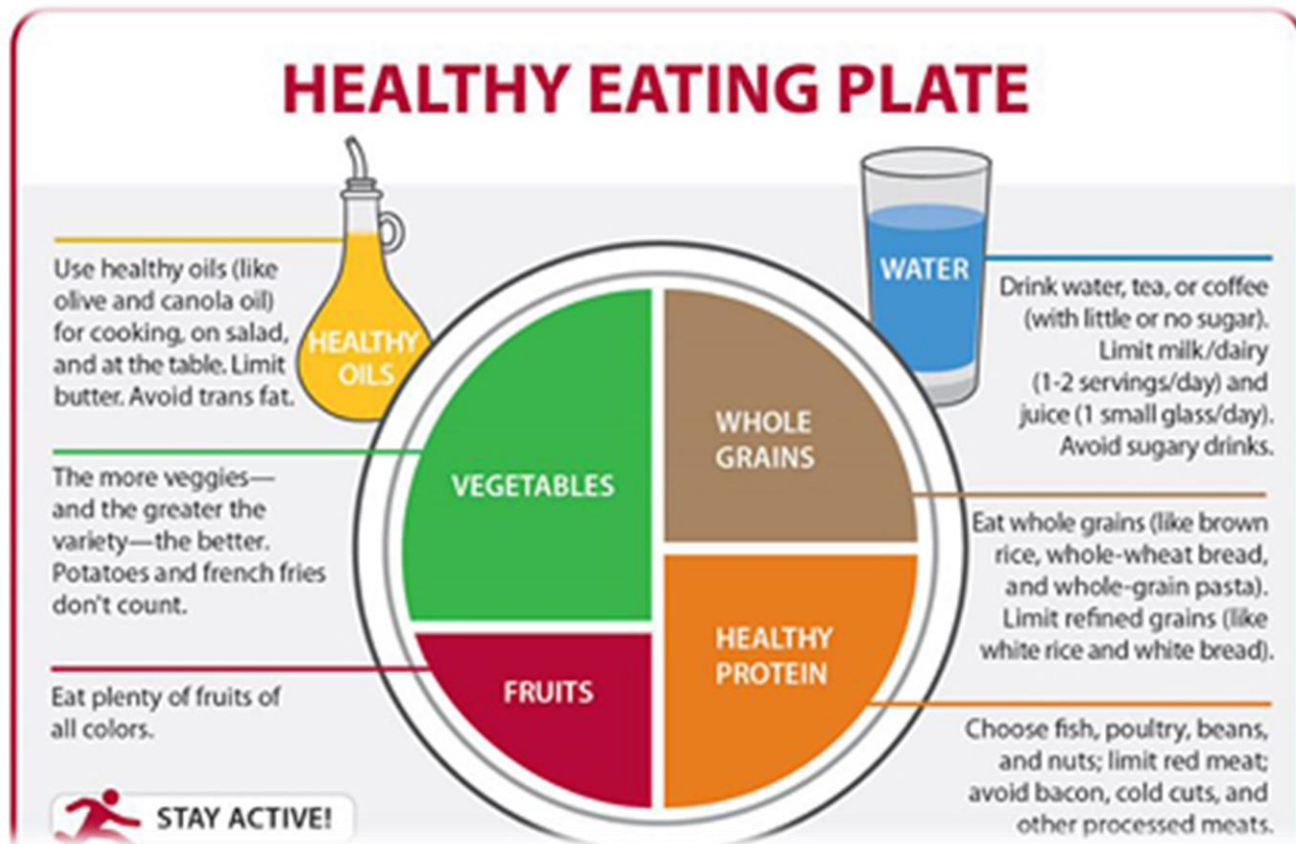 HEALTHY EATING PLATE
Use healthy oils (like
olive and canola oil)
for cooking, on salad,
and at the table. Limit
butter. Avoid trans fat.
HEALTHY
OILS
The more veggies—
and the greater the
variety—the better.
Potatoes and french fries
don't count.
Eat plenty of fruits of
all colors.
STAY ACTIVE!
VEGETABLES
FRUITS
WHOLE
GRAINS
HEALTHY
PROTEIN
WATER
Drink water, tea, or coffee
(with little or no sugar).
Limit milk/dairy
(1-2 servings/day) and
juice (1 small glass/day).
Avoid sugary drinks.
Eat whole grains (like brown
rice, whole-wheat bread,
and whole-grain pasta).
Limit refined grains (like
white rice and white bread).
Choose fish, poultry, beans,
and nuts; limit red meat;
avoid bacon, cold cuts, and
other processed meats.